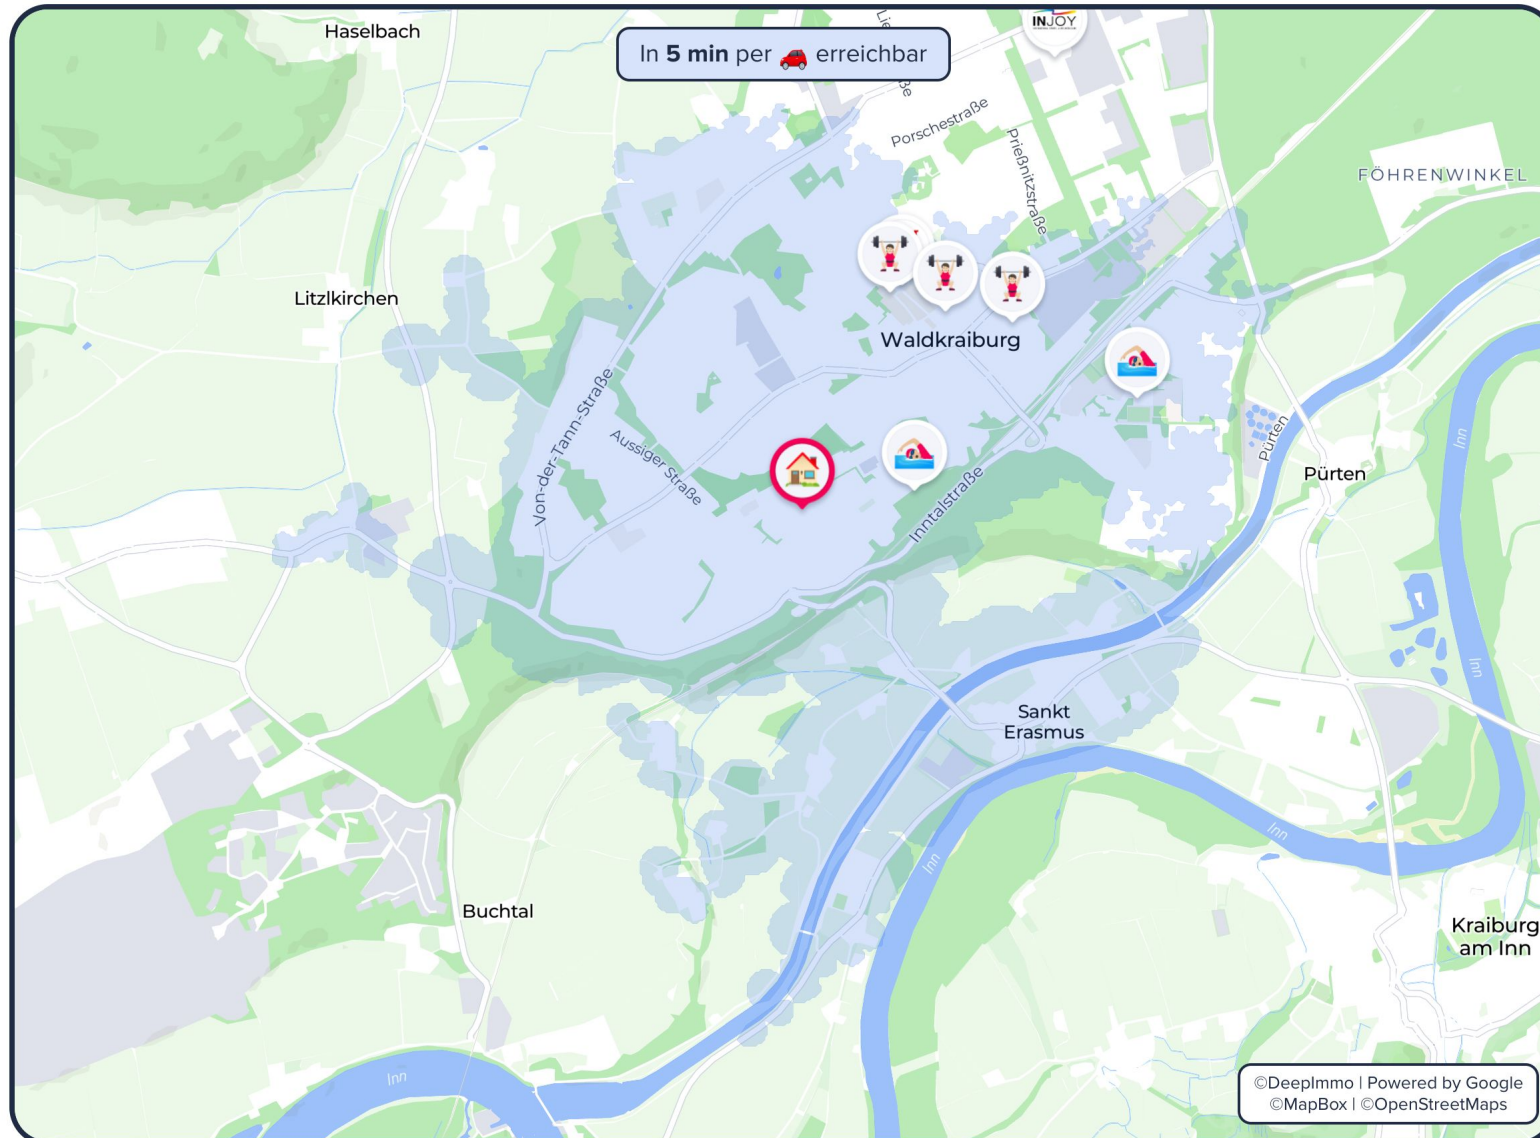 Haselbach
INJOY
In 5 min per erreichbar
Porschestraße
Prießnitzstraße
FÖHRENWINKEL
Litzlkirchen
Waldkraiburg
Von-der-Tann-Straße
Aussiger Straße
Inntalstraße
Pürten
Pürten
Inn
Inn
Sankt
Erasmus
Inn
Inn
Buchtal
Kraiburg
am Inn
Inn
©DeepImmo | Powered by Google
©MapBox | ©OpenStreetMaps